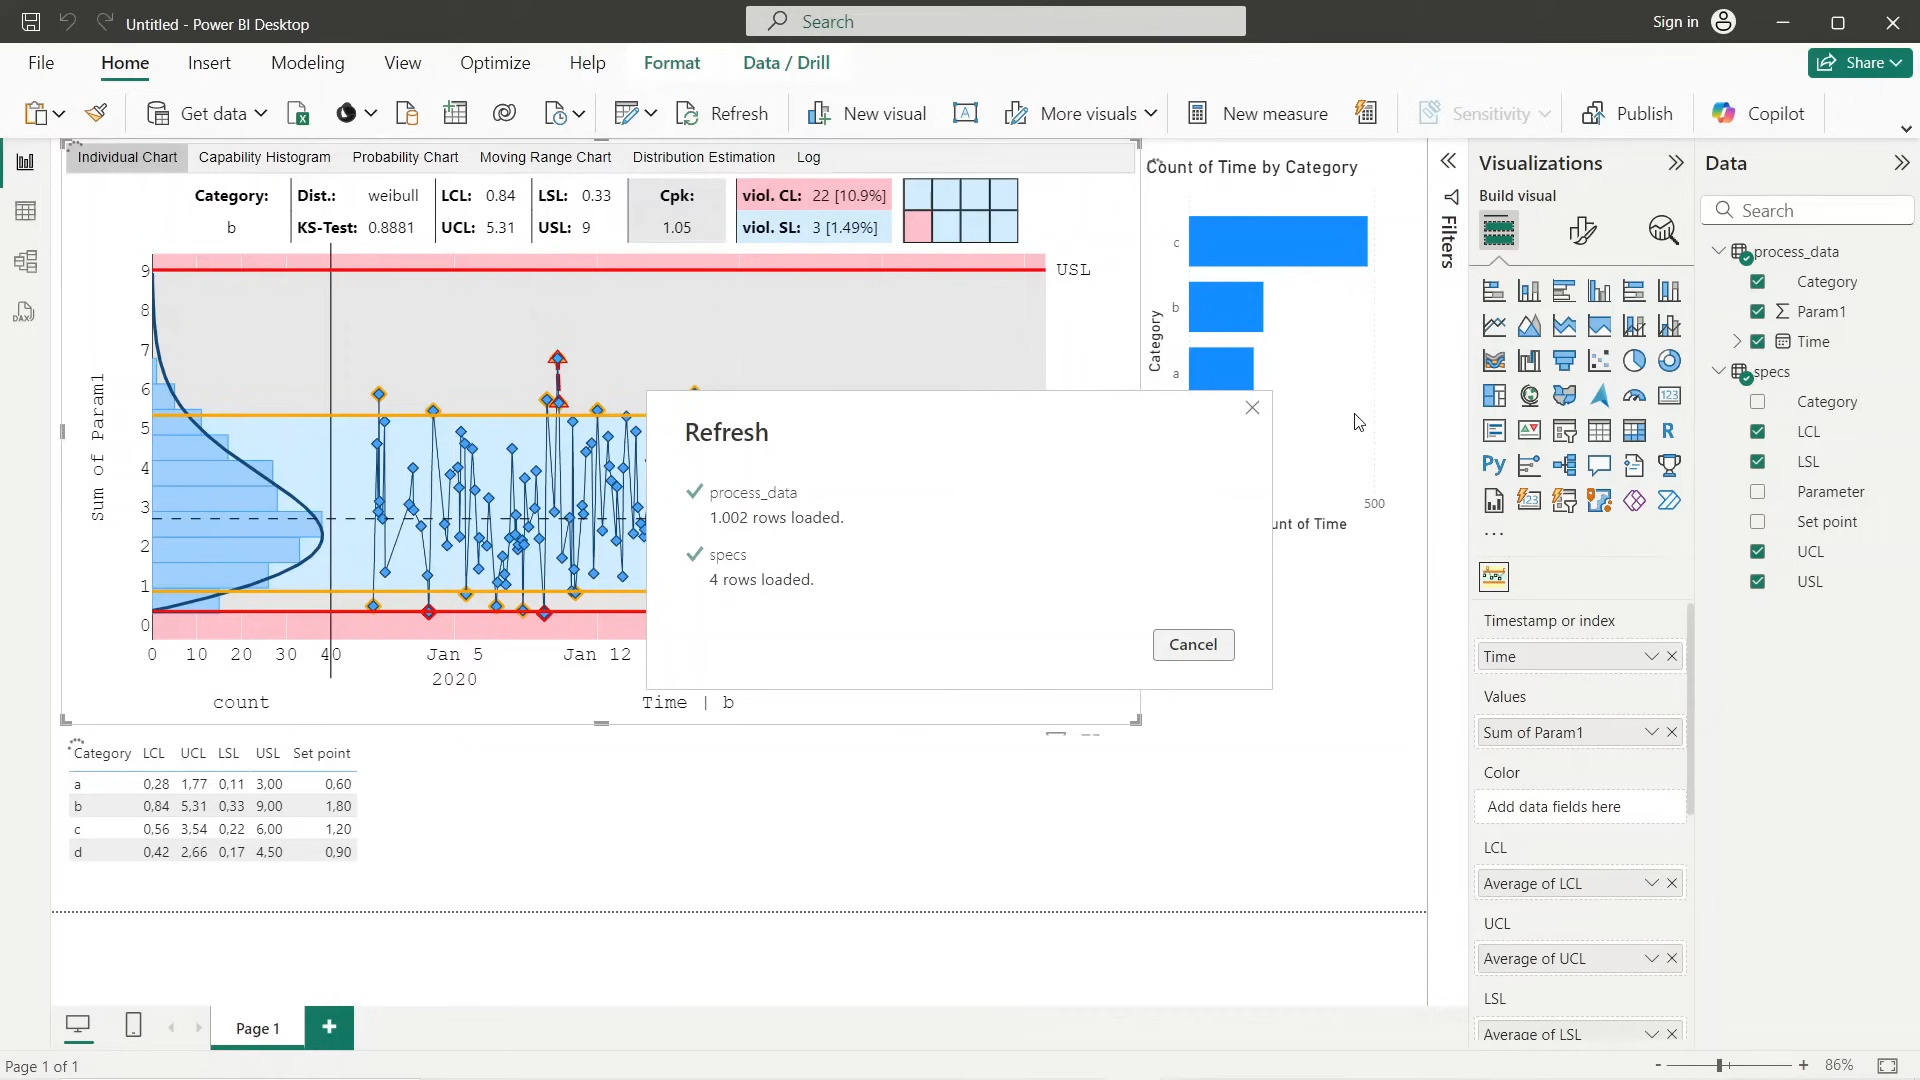 Untitled - Power BI Desktop
Search
Sign in
File Home Insert Modeling View Optimize Help Format Data / Drill
Share
Get data
Refresh
New visual
More visuals
New measure
Sensitivity
Publish
Copilot
Individual Chart Capability Histogram Probability Chart Moving Range Chart Distribution Estimation Log
Category: Dist.: weibull LCL: 0.84 LSL: 0.33 Cpk: viol. CL: 22 [10.9%]
b KS-Test: 0.8881 UCL: 5.31 USL: 9 1.05 viol. SL: 3 [1.49%]
USL
9
8
7
6
5
4
3
2
1
0
Sum of Param1
0 10 20 30 40 Jan 5 Jan 12
2020
count Time | b
Count of Time by Category
Category
c
b
a
500
unt of Time
Refresh
process_data
1.002 rows loaded.
specs
4 rows loaded.
Cancel
Category LCL UCL LSL USL Set point
a 0,28 1,77 0,11 3,00 0,60
b 0,84 5,31 0,33 9,00 1,80
c 0,56 3,54 0,22 6,00 1,20
d 0,42 2,66 0,17 4,50 0,90
Filters
Visualizations
Build visual
123
R
Py
...
Timestamp or index
Time
Values
Sum of Param1
Color
Add data fields here
LCL
Average of LCL
UCL
Average of UCL
LSL
Average of LSL
Data
Search
process_data
Category
Param1
Time
specs
Category
LCL
LSL
Parameter
Set point
UCL
USL
Page 1
Page 1 of 1
86%